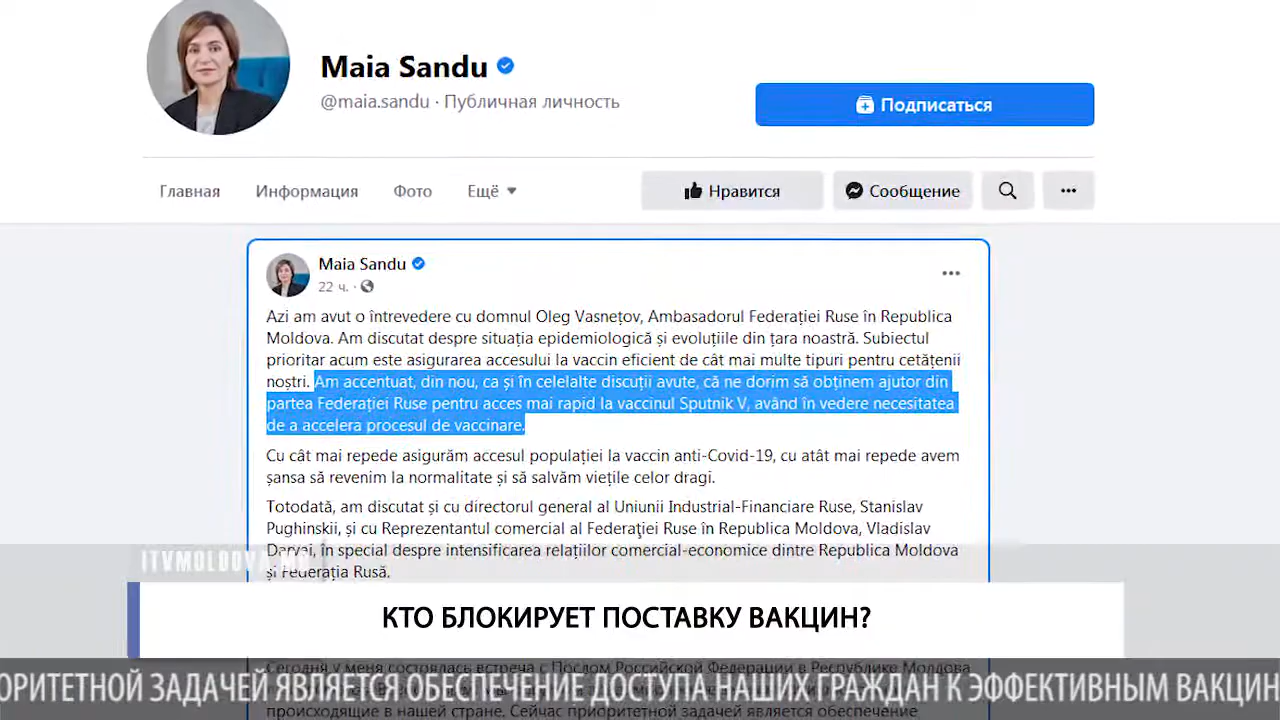 Maia Sandu
@maia.sandu · Публичная личность
Подписаться
Главная Информация Фото Ещё
Нравится Сообщение
Maia Sandu
22 ч. ·
Azi am avut o întrevedere cu domnul Oleg Vasnețov, Ambasadorul Federației Ruse în Republica
Moldova. Am discutat despre situația epidemiologică și evoluțiile din țara noastră. Subiectul
prioritar acum este asigurarea accesului la vaccin eficient de cât mai multe tipuri pentru cetățenii
noștri. Am accentuat, din nou, ca și în celelalte discuții avute, că ne dorim să obținem ajutor din
partea Federației Ruse pentru acces mai rapid la vaccinul Sputnik V, având în vedere necesitatea
de a accelera procesul de vaccinare.
Cu cât mai repede asigurăm accesul populației la vaccin anti-Covid-19, cu atât mai repede avem
șansa să revenim la normalitate și să salvăm viețile celor dragi.
Totodată, am discutat și cu directorul general al Uniunii Industrial-Financiare Ruse, Stanislav
Pughinskii, și cu Reprezentantul comercial al Federaţiei Ruse în Republica Moldova, Vladislav
Darvai, în special despre intensificarea relațiilor comercial-economice dintre Republica Moldova
și Federația Rusă.
ITVMOLDOVA.MD
КТО БЛОКИРУЕТ ПОСТАВКУ ВАКЦИН?
Сегодня у меня состоялась встреча с Послом Российской Федерации в Республике Молдова
ОРИТЕТНОЙ ЗАДАЧЕЙ ЯВЛЯЕТСЯ ОБЕСПЕЧЕНИЕ ДОСТУПА НАШИХ ГРАЖДАН К ЭФФЕКТИВНЫМ ВАКЦИН
происходящие в нашей стране. Сейчас приоритетной задачей является обеспечение